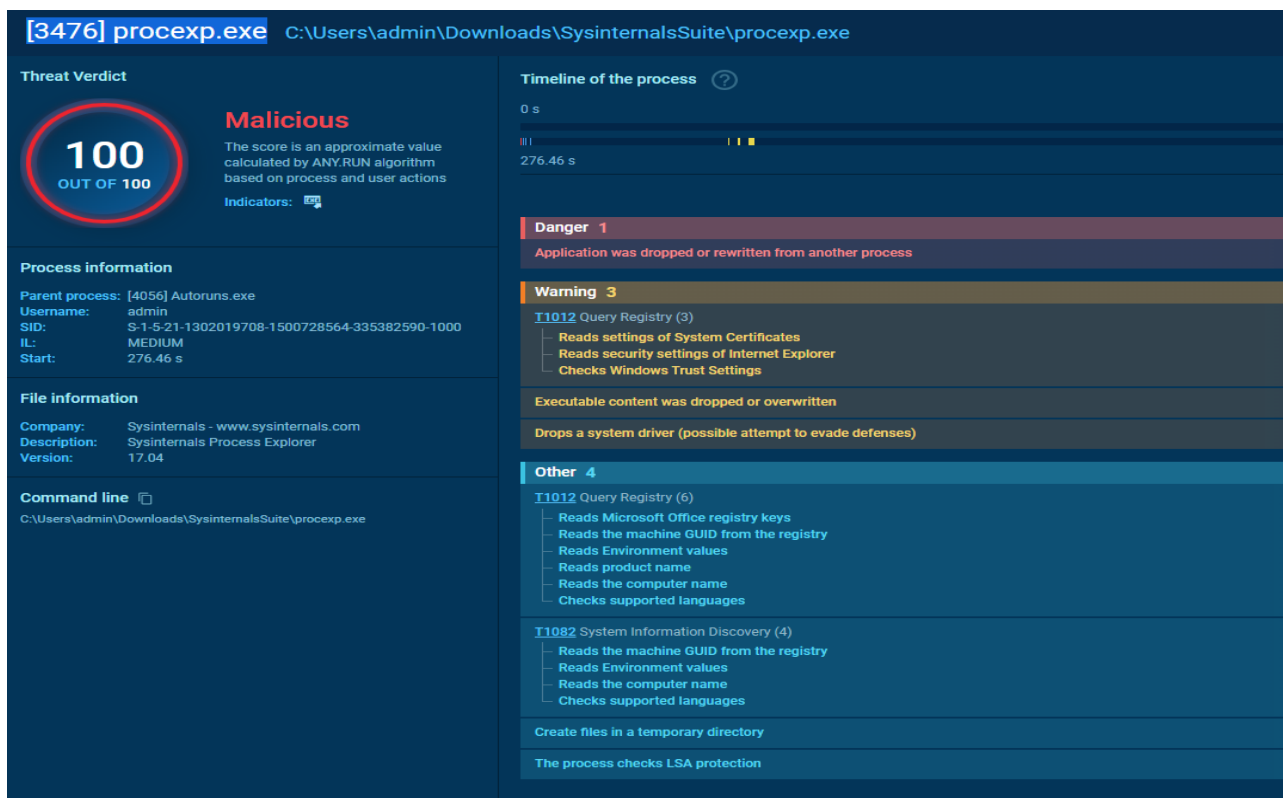 [3476] procexp.exe C:\Users\admin\Downloads\SysinternalsSuite\procexp.exe
Threat Verdict
100
OUT OF 100
Malicious
The score is an approximate value
calculated by ANY.RUN algorithm
based on process and user actions
Indicators:
Process information
Parent process: [4056] Autoruns.exe
Username: admin
SID: S-1-5-21-1302019708-1500728564-335382590-1000
IL: MEDIUM
Start: 276.46 s
File information
Company: Sysinternals - www.sysinternals.com
Description: Sysinternals Process Explorer
Version: 17.04
Command line
C:\Users\admin\Downloads\SysinternalsSuite\procexp.exe
Timeline of the process ?
0 s
276.46 s
Danger 1
Application was dropped or rewritten from another process
Warning 3
T1012 Query Registry (3)
Reads settings of System Certificates
Reads security settings of Internet Explorer
Checks Windows Trust Settings
Executable content was dropped or overwritten
Drops a system driver (possible attempt to evade defenses)
Other 4
T1012 Query Registry (6)
Reads Microsoft Office registry keys
Reads the machine GUID from the registry
Reads Environment values
Reads product name
Reads the computer name
Checks supported languages
T1082 System Information Discovery (4)
Reads the machine GUID from the registry
Reads Environment values
Reads the computer name
Checks supported languages
Create files in a temporary directory
The process checks LSA protection